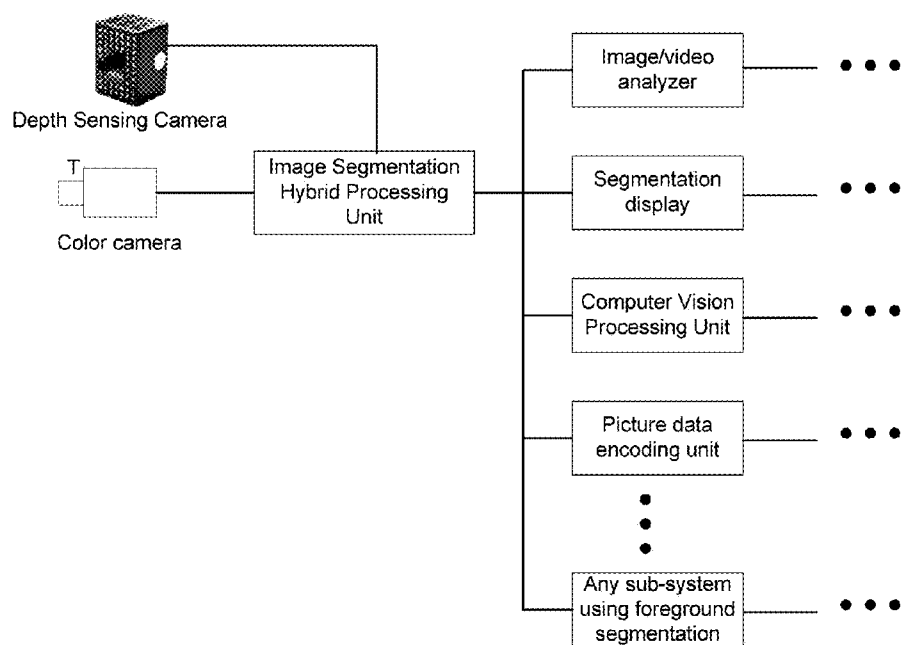 Depth Sensing Camera
T
Color camera
Image Segmentation
Hybrid Processing
Unit
Image/video
analyzer
Segmentation
display
Computer Vision
Processing Unit
Picture data
encoding unit
Any sub-system
using foreground
segmentation